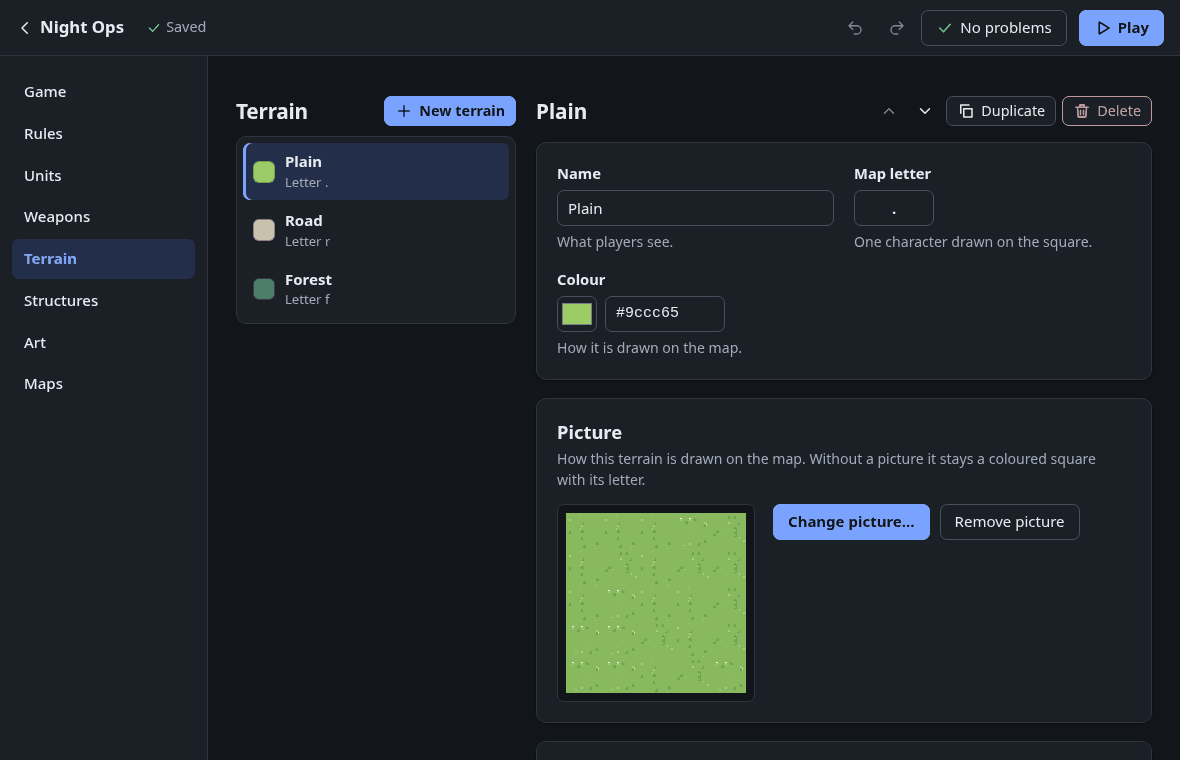 Night Ops
Saved
No problems
Play
Game
Rules
Units
Weapons
Terrain
Structures
Art
Maps
Terrain
New terrain
Plain
Letter .
Road
Letter r
Forest
Letter f
Plain
Duplicate
Delete
Name
Plain
What players see.
Map letter
.
One character drawn on the square.
Colour
#9ccc65
How it is drawn on the map.
Picture
How this terrain is drawn on the map. Without a picture it stays a coloured square
with its letter.
Change picture...
Remove picture